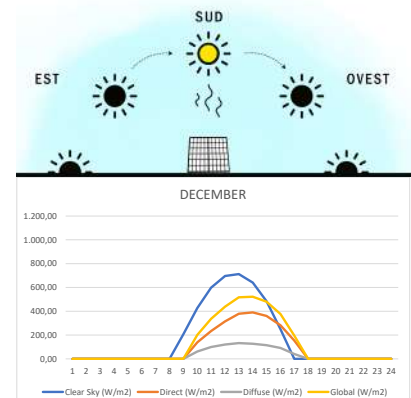 SUD
EST OVEST
DECEMBER
1.200,00
1.000,00
800,00
600,00
400,00
200,00
0,00
1 2 3 4 5 6 7 8 9 10 11 12 13 14 15 16 17 18 19 20 21 22 23 24
Clear Sky (W/m2) Direct (W/m2) Diffuse (W/m2) Global (W/m2)